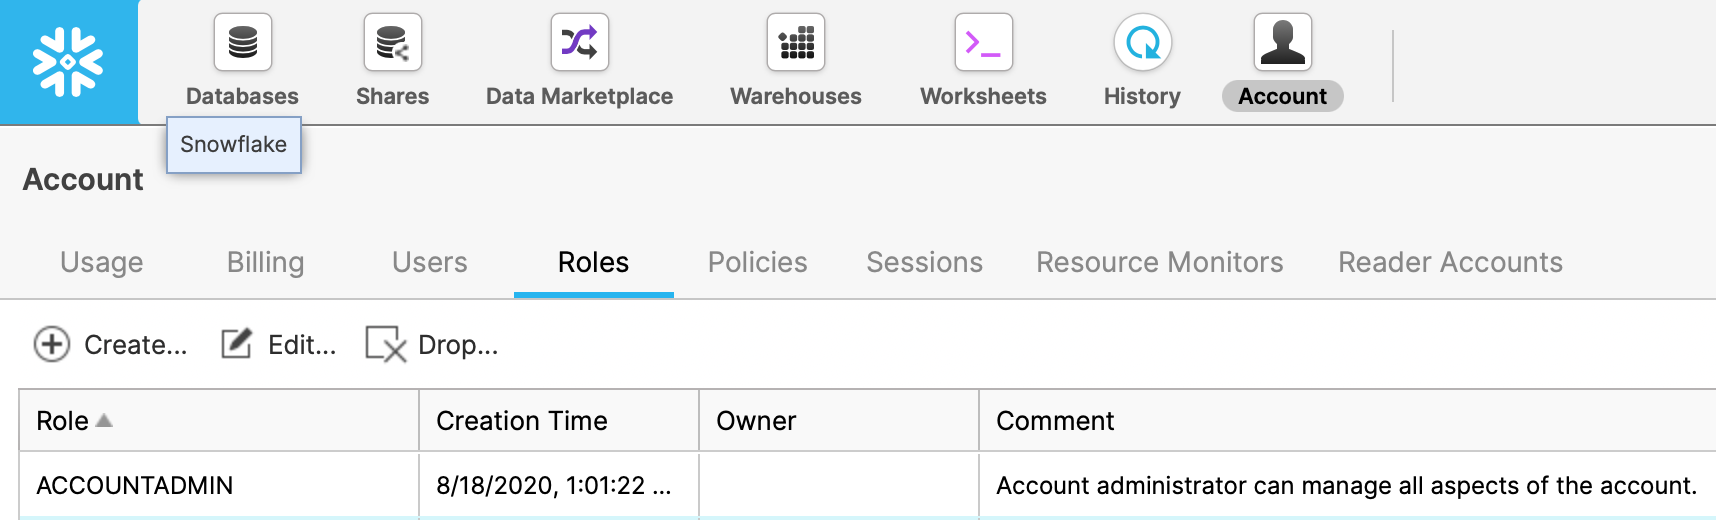 Databases Shares Data Marketplace Warehouses Worksheets History Account
Snowflake
Account
Usage Billing Users Roles Policies Sessions Resource Monitors Reader Accounts
Create... Edit... Drop...
Role Creation Time Owner Comment
ACCOUNTADMIN 8/18/2020, 1:01:22 ... Account administrator can manage all aspects of the account.